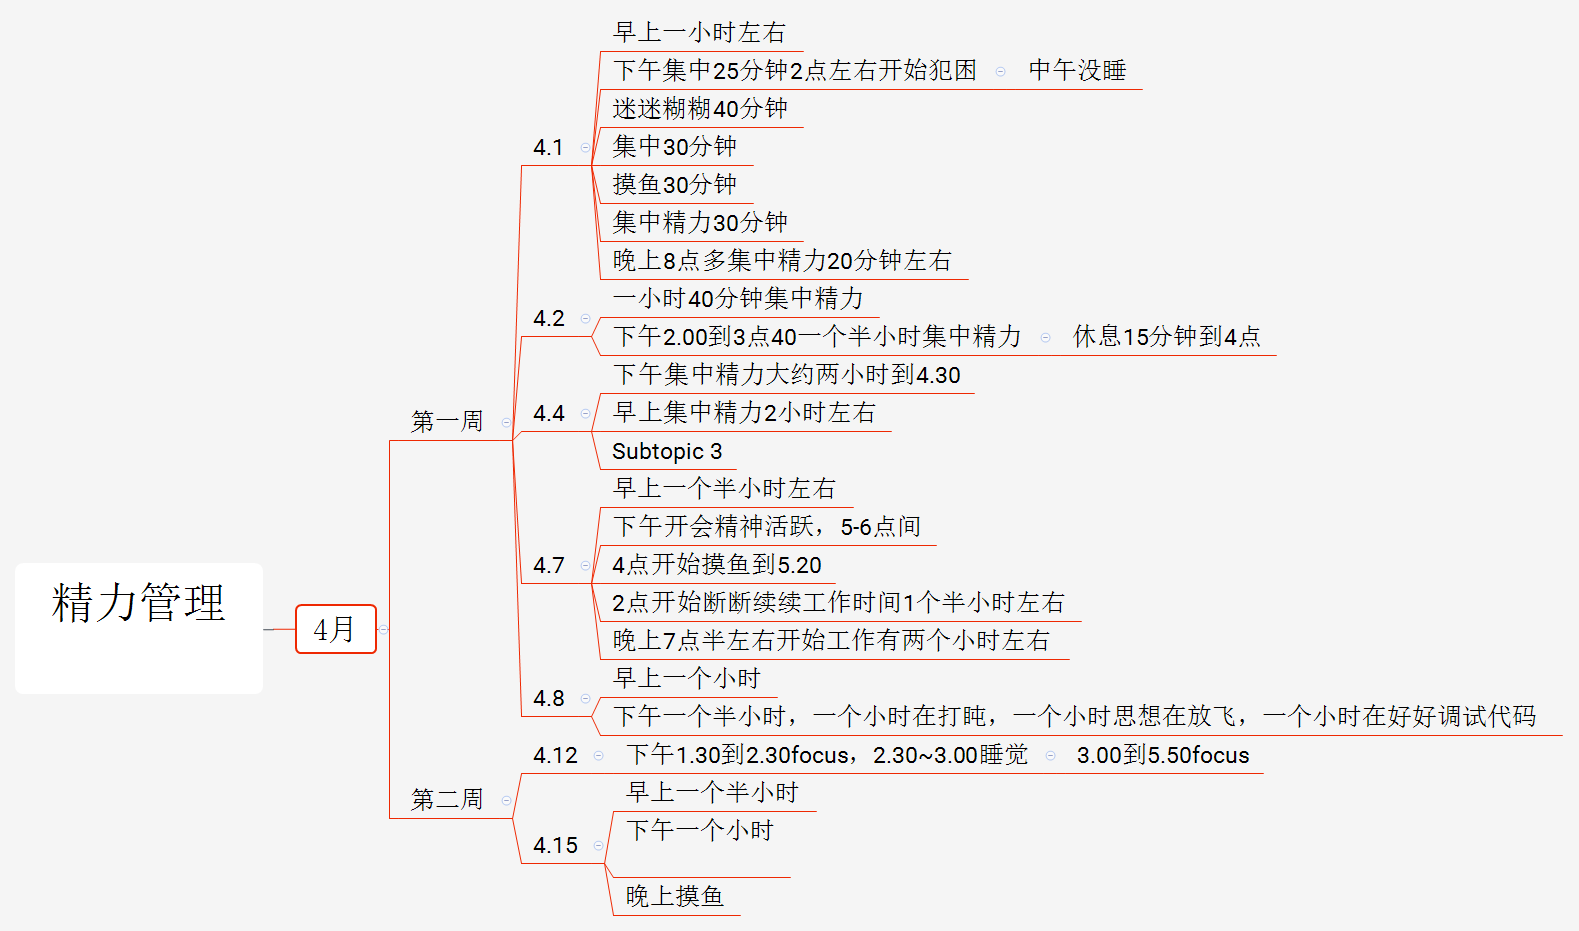 精力管理
4月
第一周
4.1
早上一小时左右
下午集中25分钟2点左右开始犯困
中午没睡
迷迷糊糊40分钟
集中30分钟
摸鱼30分钟
集中精力30分钟
晚上8点多集中精力20分钟左右
4.2
一小时40分钟集中精力
下午2.00到3点40一个半小时集中精力
休息15分钟到4点
4.4
下午集中精力大约两小时到4.30
早上集中精力2小时左右
Subtopic 3
4.7
早上一个半小时左右
下午开会精神活跃，5-6点间
4点开始摸鱼到5.20
2点开始断断续续工作时间1个半小时左右
晚上7点半左右开始工作有两个小时左右
4.8
早上一个小时
下午一个半小时，一个小时在打盹，一个小时思想在放飞，一个小时在好好调试代码
第二周
4.12
下午1.30到2.30focus，2.30~3.00睡觉
3.00到5.50focus
4.15
早上一个半小时
下午一个小时
晚上摸鱼